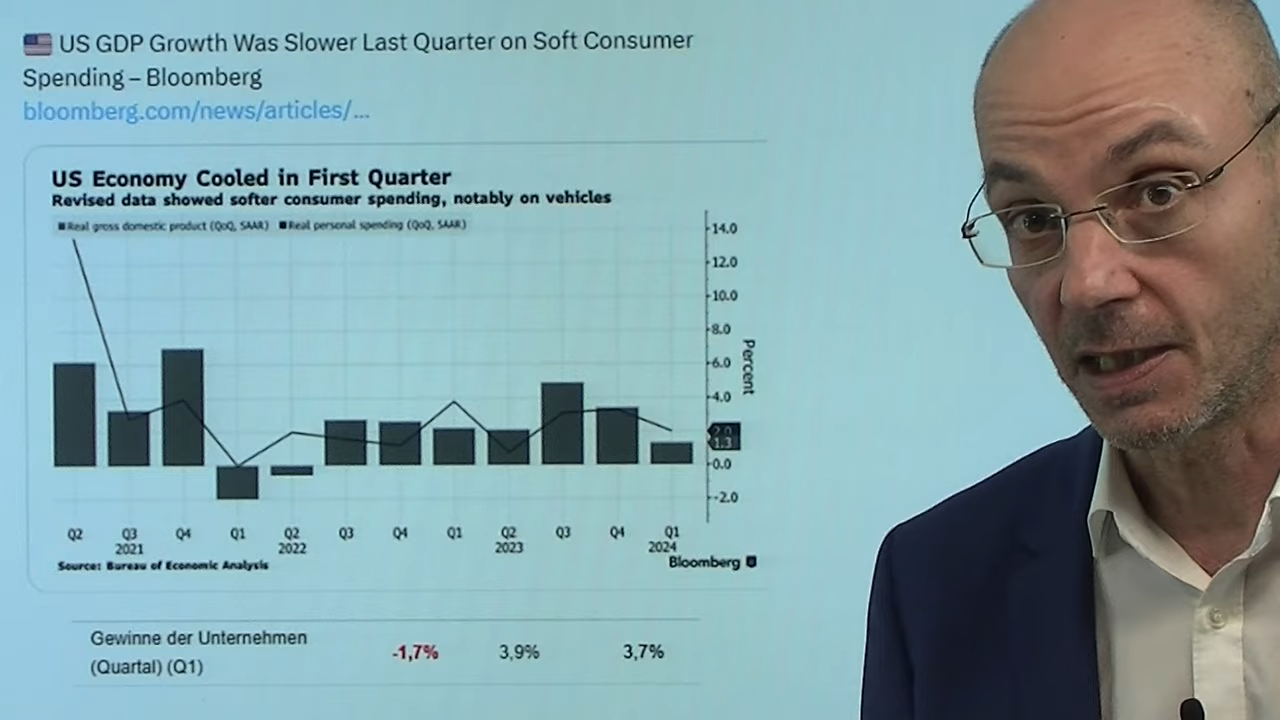 US GDP Growth Was Slower Last Quarter on Soft Consumer
Spending – Bloomberg
bloomberg.com/news/articles/...
US Economy Cooled in First Quarter
Revised data showed softer consumer spending, notably on vehicles
Real gross domestic product (QoQ, SAAR) Real personal spending (QoQ, SAAR)
14.0
12.0
10.0
8.0
6.0
4.0
2.0
1.3
0.0
-2.0
Percent
Q2 Q3 Q4 Q1 Q2 Q3 Q4 Q1 Q2 Q3 Q4 Q1
2021 2022 2023 2024
Source: Bureau of Economic Analysis
Bloomberg
Gewinne der Unternehmen
(Quartal) (Q1) -1,7% 3,9% 3,7%